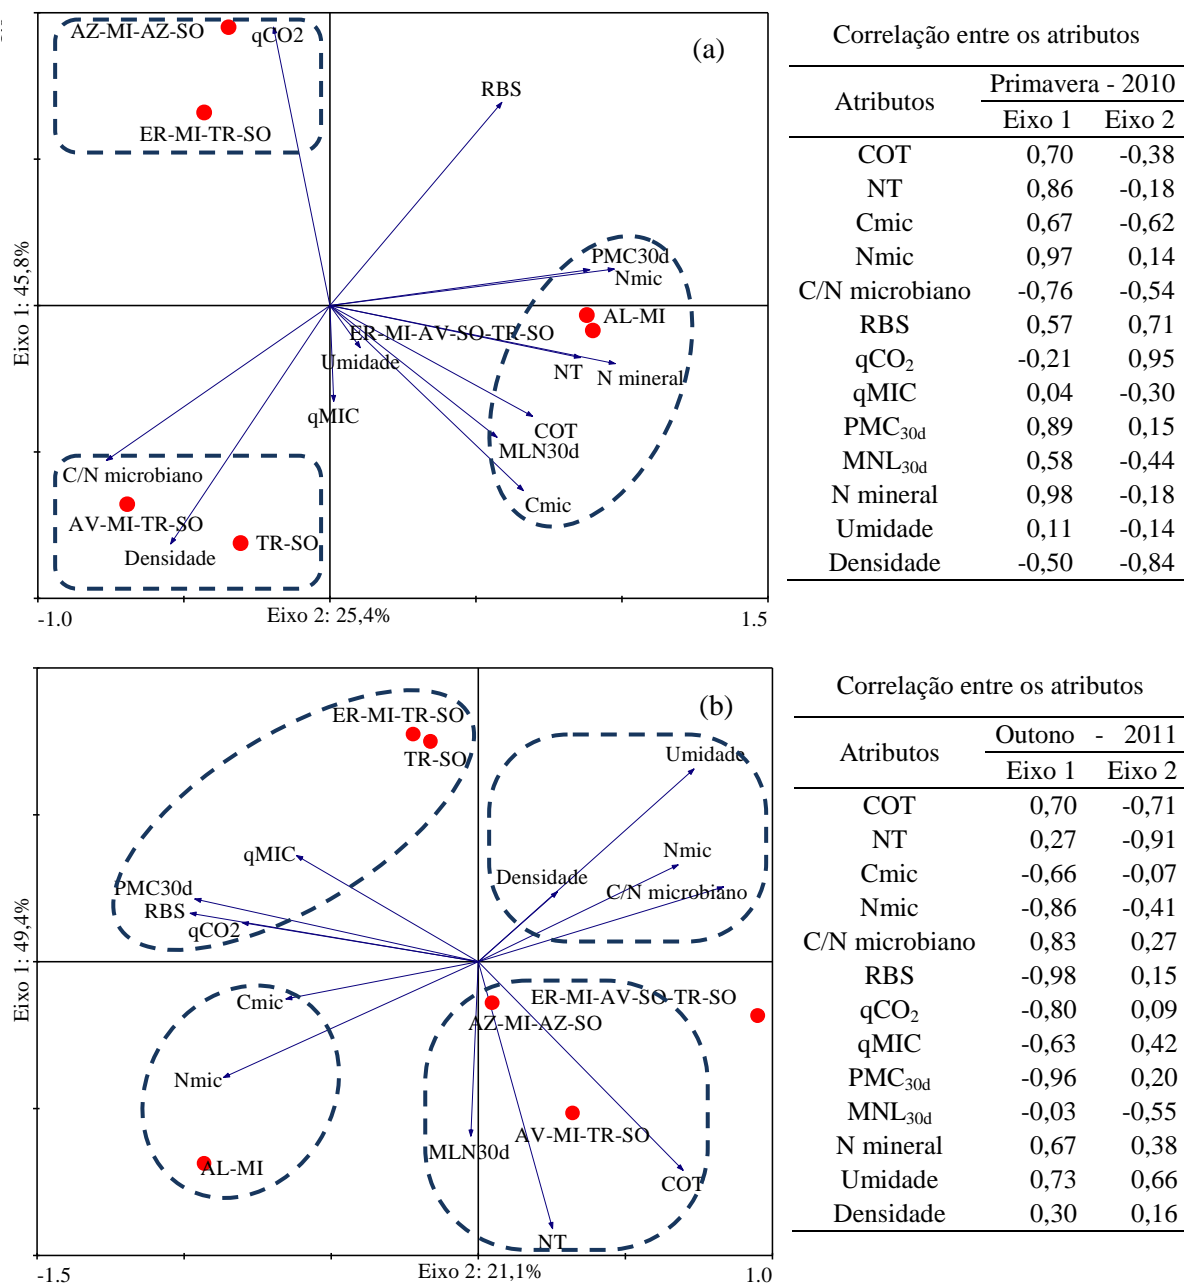 AZ-MI-AZ-SO
qCO2
(a)
RBS
ER-MI-TR-SO
PMC30d
Nmic
AL-MI
ER-MI-AV-SO-TR-SO
Umidade
NT
N mineral
qMIC
COT
MLN30d
C/N microbiano
Cmic
AV-MI-TR-SO
TR-SO
Densidade
Eixo 1: 45,8%
-1.0
Eixo 2: 25,4%
1.5
Correlação entre os atributos
Atributos Primavera - 2010
Eixo 1 Eixo 2
COT 0,70 -0,38
NT 0,86 -0,18
Cmic 0,67 -0,62
Nmic 0,97 0,14
C/N microbiano -0,76 -0,54
RBS 0,57 0,71
qCO₂ -0,21 0,95
qMIC 0,04 -0,30
PMC₃₀d 0,89 0,15
MNL₃₀d 0,58 -0,44
N mineral 0,98 -0,18
Umidade 0,11 -0,14
Densidade -0,50 -0,84
ER-MI-TR-SO
(b)
TR-SO
Umidade
qMIC
Nmic
PMC30d
Densidade
C/N microbiano
RBS
qCO2
Cmic
ER-MI-AV-SO-TR-SO
AZ-MI-AZ-SO
Nmic
AV-MI-TR-SO
MLN30d
AL-MI
COT
NT
Eixo 1: 49,4%
-1.5
Eixo 2: 21,1%
1.0
Correlação entre os atributos
Atributos Outono - 2011
Eixo 1 Eixo 2
COT 0,70 -0,71
NT 0,27 -0,91
Cmic -0,66 -0,07
Nmic -0,86 -0,41
C/N microbiano 0,83 0,27
RBS -0,98 0,15
qCO₂ -0,80 0,09
qMIC -0,63 0,42
PMC₃₀d -0,96 0,20
MNL₃₀d -0,03 -0,55
N mineral 0,67 0,38
Umidade 0,73 0,66
Densidade 0,30 0,16